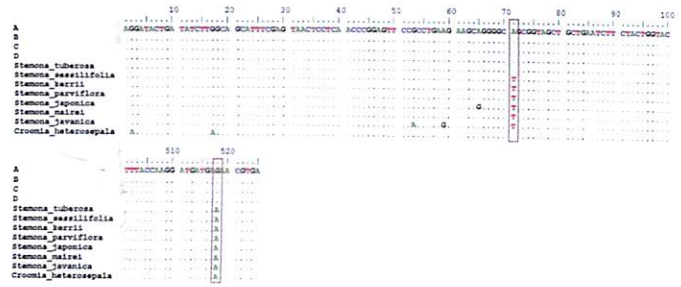 10 20 30 40 50 60 70 80 90 100
A AGGATACTGA TATCTTGGCA GCATTTCGAG TAACTCCTCA ACCCGGAGTT CCGCCTGAAG AAGCAGGGGC AGCGGTAGCT GCTGAATCTT CTACTGGTAC
B
C
D
Stemona_tuberosa
Stemona_sessilifolia T
Stemona_kerrii T
Stemona_parviflora T
Stemona_japonica G T
Stemona_mairei T
Stemona_javanica A G T
Croomia_heterosepala A A
510 520
A TTTACCAAGG ATGATGAGAA CGTGA
B
C
D
Stemona_tuberosa A
Stemona_sessilifolia A
Stemona_kerrii A
Stemona_parviflora A
Stemona_japonica A
Stemona_mairei A
Stemona_javanica A
Croomia_heterosepala A